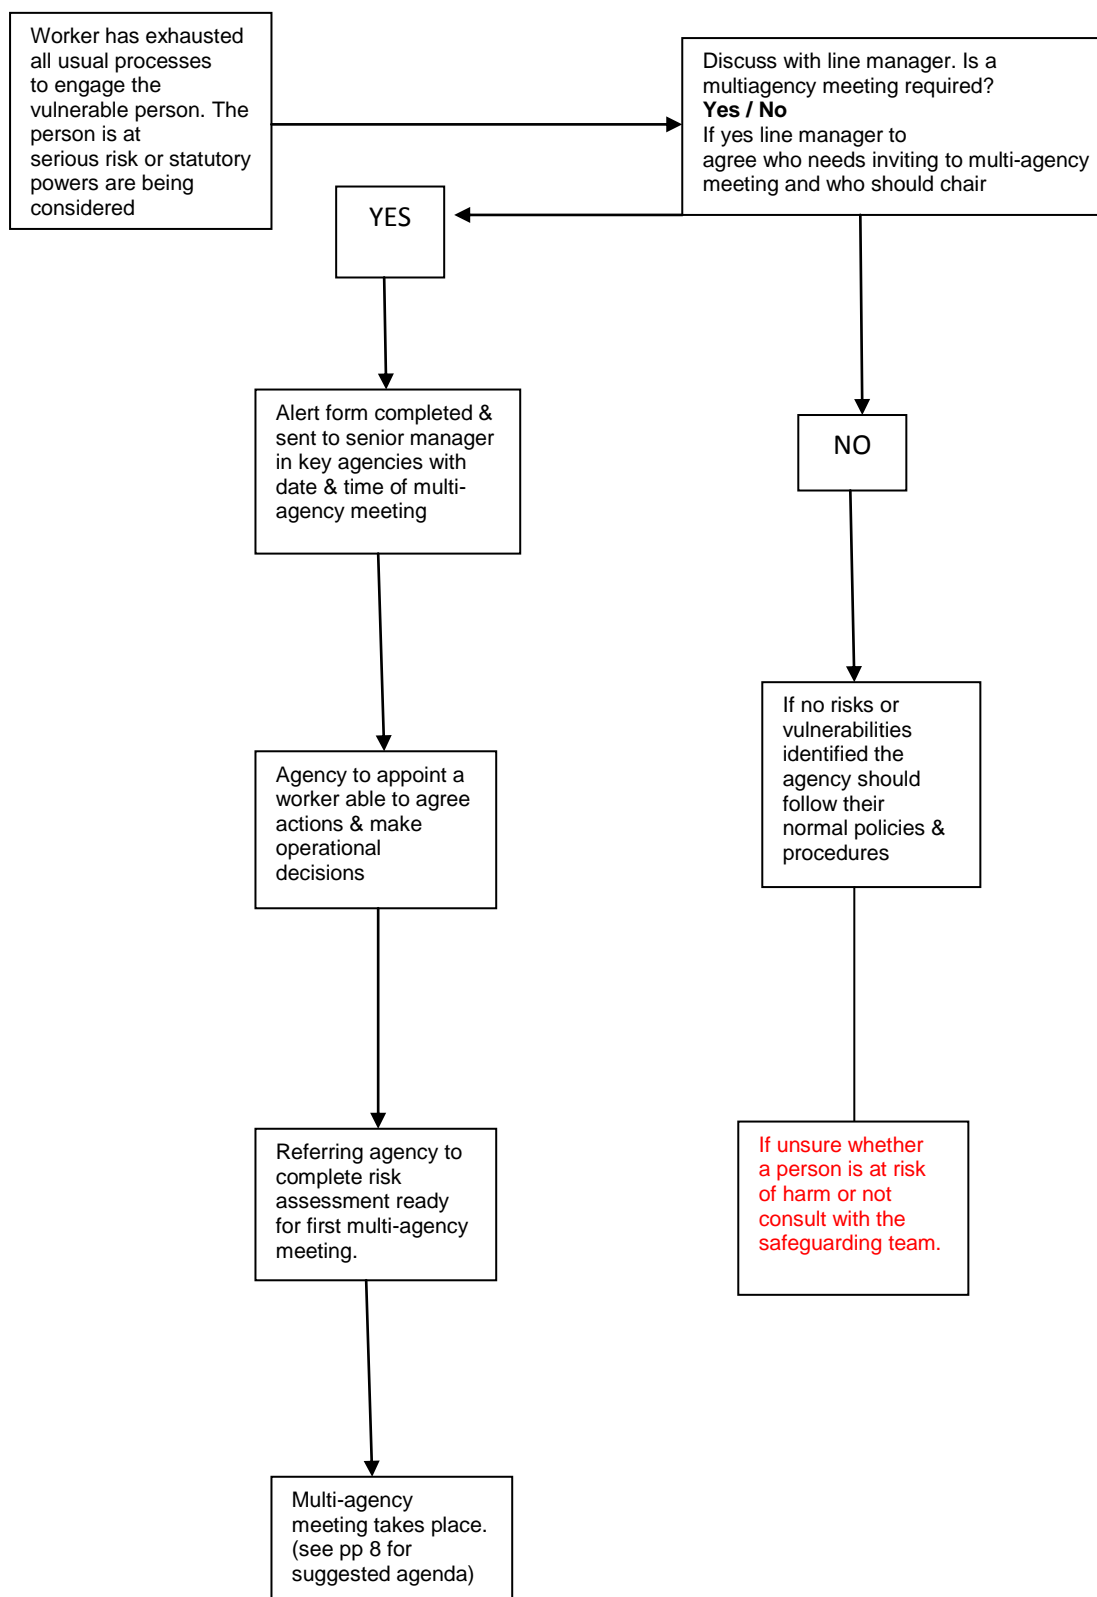 Worker has exhausted
all usual processes
to engage the
vulnerable person. The
person is at
serious risk or statutory
powers are being
considered
Discuss with line manager. Is a
multiagency meeting required?
Yes / No
If yes line manager to
agree who needs inviting to multi-agency
meeting and who should chair
YES
Alert form completed &
sent to senior manager
in key agencies with
date & time of multi-
agency meeting
NO
If no risks or
vulnerabilities
identified the
agency should
follow their
normal policies &
procedures
Agency to appoint a
worker able to agree
actions & make
operational
decisions
Referring agency to
complete risk
assessment ready
for first multi-agency
meeting.
If unsure whether
a person is at risk
of harm or not
consult with the
safeguarding team.
Multi-agency
meeting takes place.
(see pp 8 for
suggested agenda)